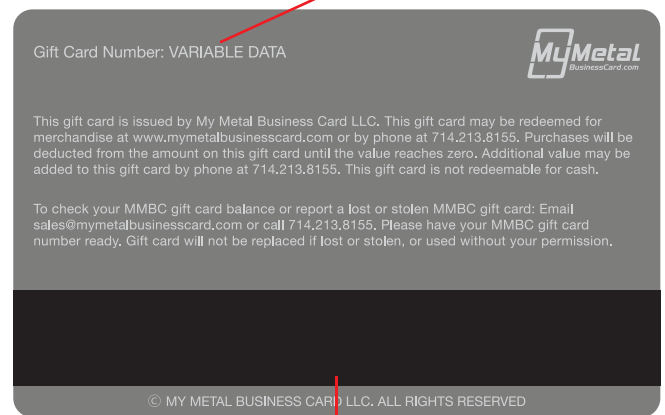 Gift Card Number: VARIABLE DATA
MyMetal
BusinessCard.com
This gift card is issued by My Metal Business Card LLC. This gift card may be redeemed for
merchandise at www.mymetalbusinesscard.com or by phone at 714.213.8155. Purchases will be
deducted from the amount on this gift card until the value reaches zero. Additional value may be
added to this gift card by phone at 714.213.8155. This gift card is not redeemable for cash.
To check your MMBC gift card balance or report a lost or stolen MMBC gift card: Email
sales@mymetalbusinesscard.com or call 714.213.8155. Please have your MMBC gift card
number ready. Gift card will not be replaced if lost or stolen, or used without your permission.
© MY METAL BUSINESS CARD LLC. ALL RIGHTS RESERVED